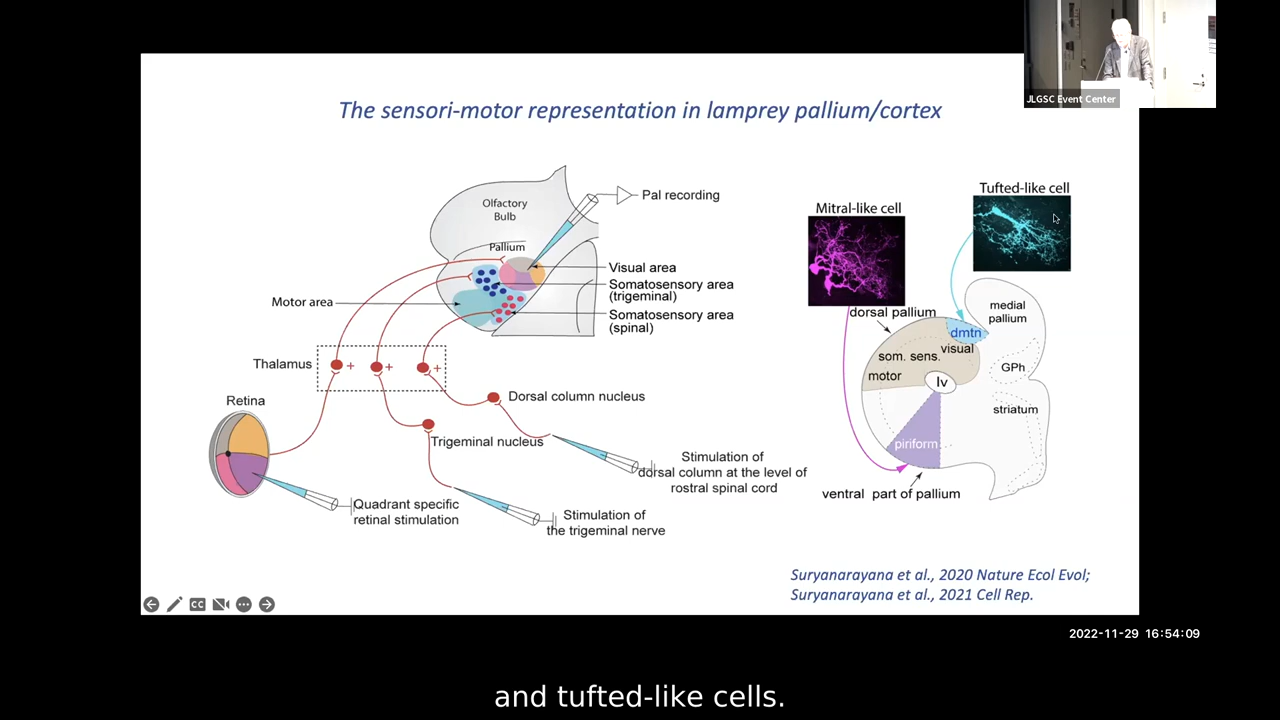 JLGSC Event Center
The sensori-motor representation in lamprey pallium/cortex
Olfactory
Bulb
Pallium
Pal recording
Visual area
Somatosensory area
(trigeminal)
Somatosensory area
(spinal)
Motor area
Thalamus
+
+
+
Retina
Dorsal column nucleus
Trigeminal nucleus
Stimulation of
dorsal column at the level of
rostral spinal cord
Quadrant specific
retinal stimulation
Stimulation of
the trigeminal nerve
Mitral-like cell
Tufted-like cell
dorsal pallium
medial
pallium
dmtn
visual
som. sens.
motor
lv
GPh
striatum
piriform
ventral part of pallium
Suryanarayana et al., 2020 Nature Ecol Evol;
Suryanarayana et al., 2021 Cell Rep.
CC
2022-11-29 16:54:09
and tufted-like cells.